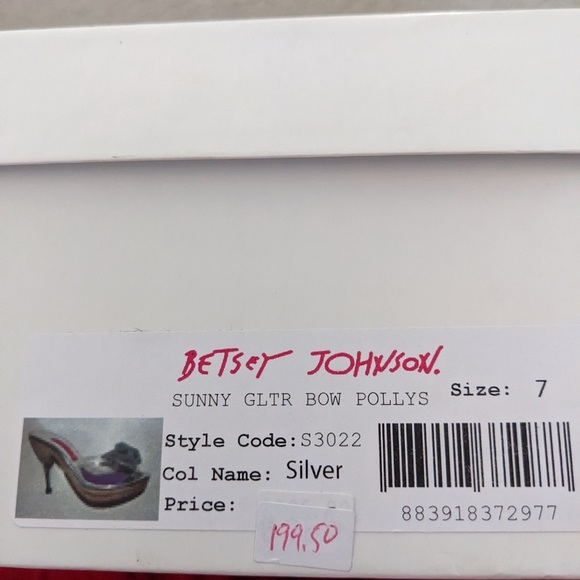 BETSEY JOHNSON.
SUNNY GLTR BOW POLLYS Size: 7
Style Code:S3022
Col Name: Silver
Price:
199.50
883918372977